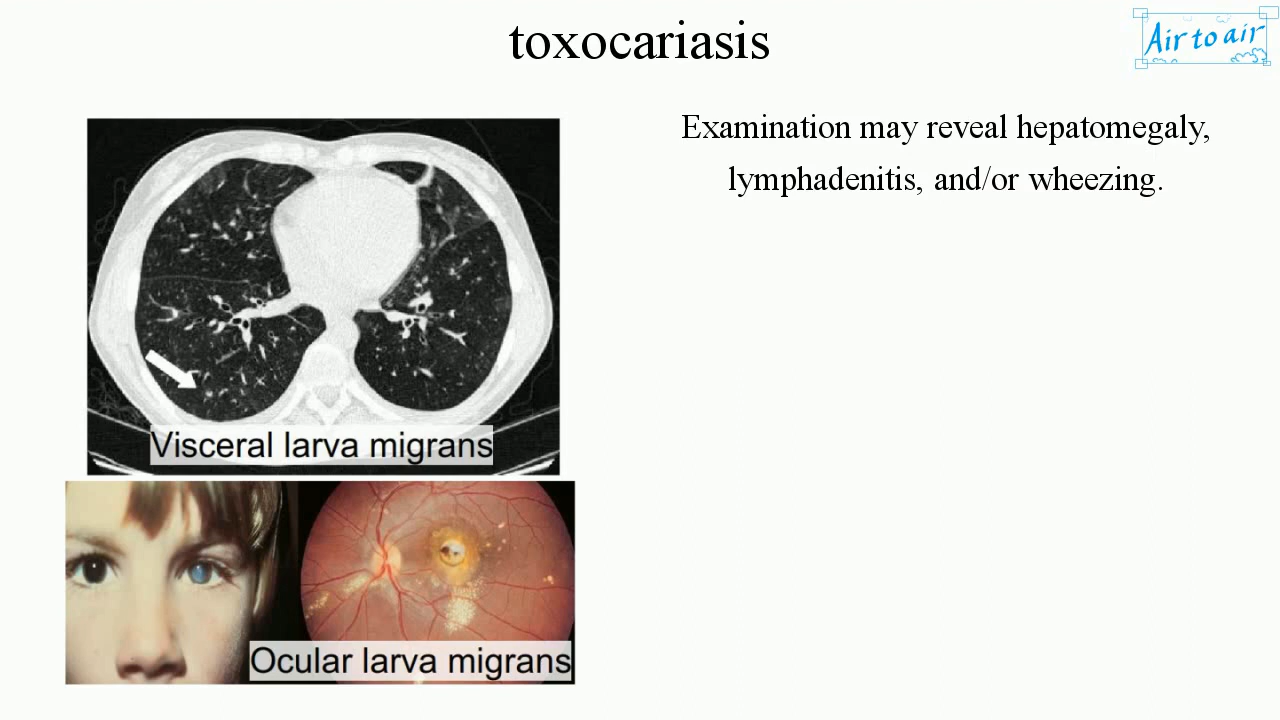 toxocariasis
Air to air
Examination may reveal hepatomegaly,
lymphadenitis, and/or wheezing.
Visceral larva migrans
Ocular larva migrans